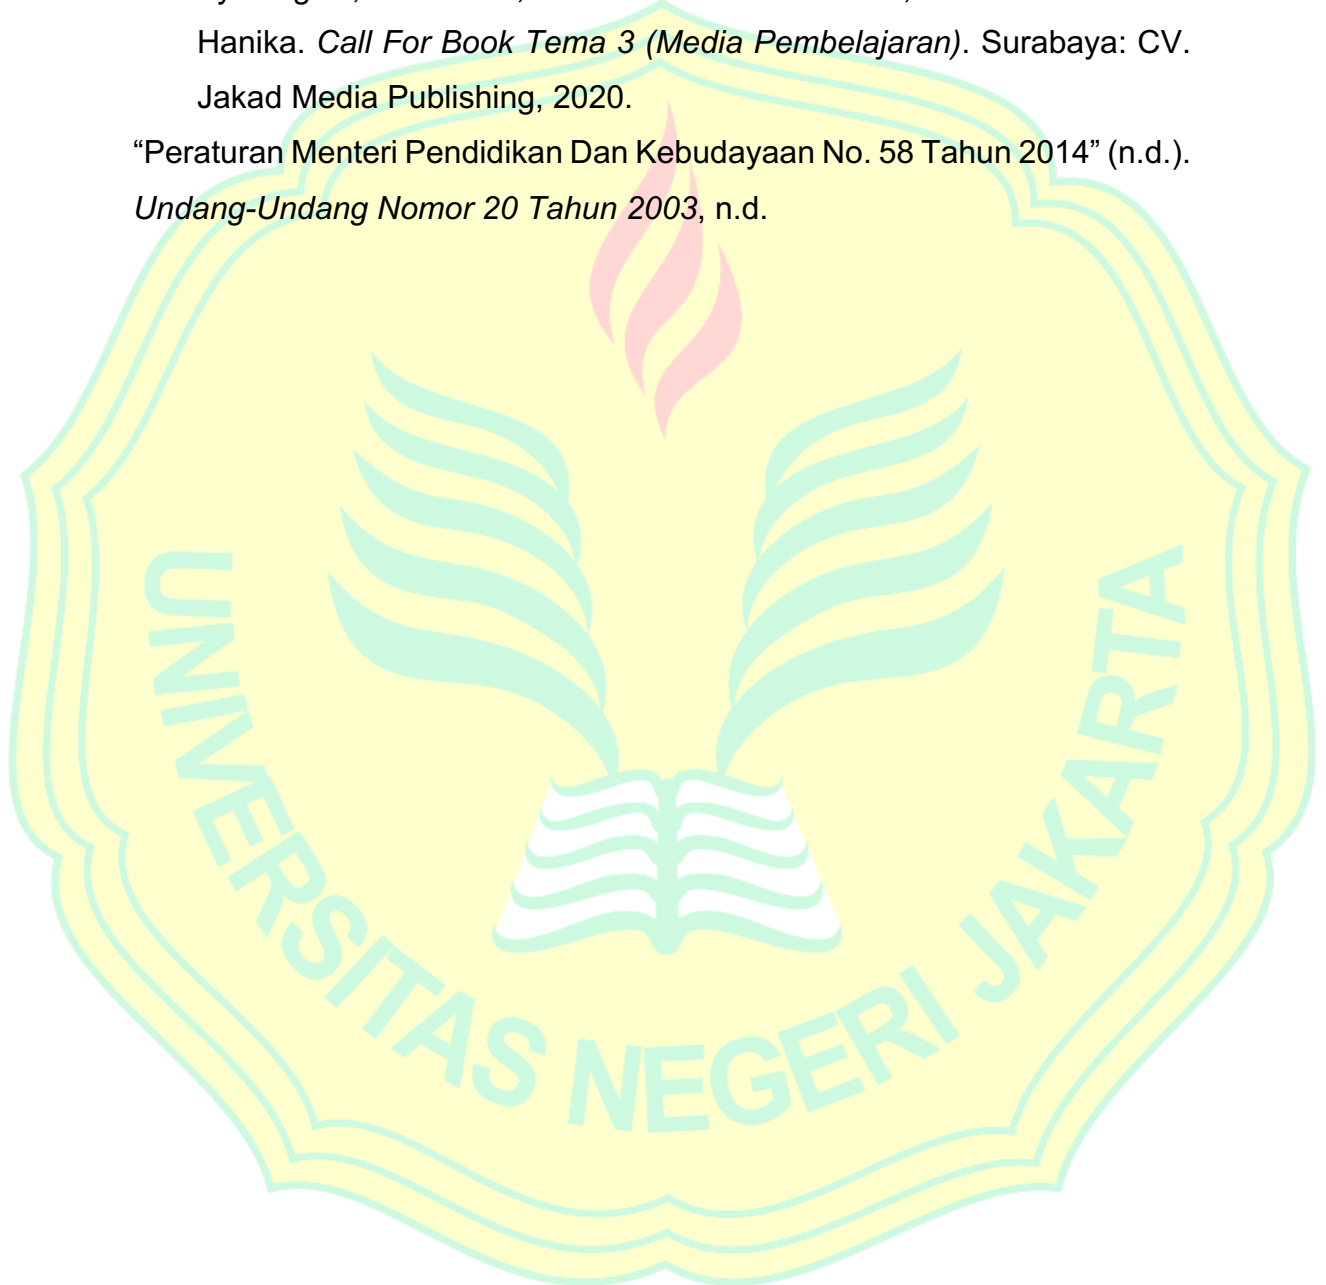 Hanika. Call For Book Tema 3 (Media Pembelajaran). Surabaya: CV.
Jakad Media Publishing, 2020.
“Peraturan Menteri Pendidikan Dan Kebudayaan No. 58 Tahun 2014” (n.d.).
Undang-Undang Nomor 20 Tahun 2003, n.d.
UNIVERSITAS NEGERI JAKARTA